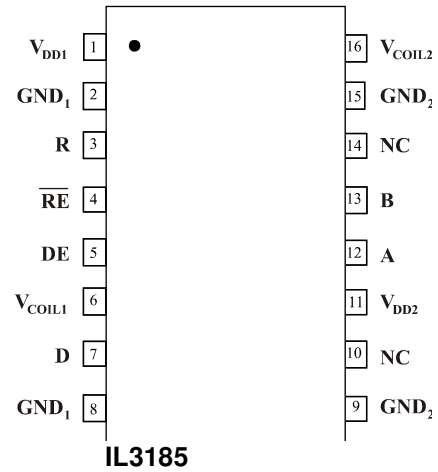 V_DD1 1 16 V_COIL2
GND_1 2 15 GND_2
R 3 14 NC
R̅E̅ 4 13 B
DE 5 12 A
V_COIL1 6 11 V_DD2
D 7 10 NC
GND_1 8 9 GND_2
IL3185